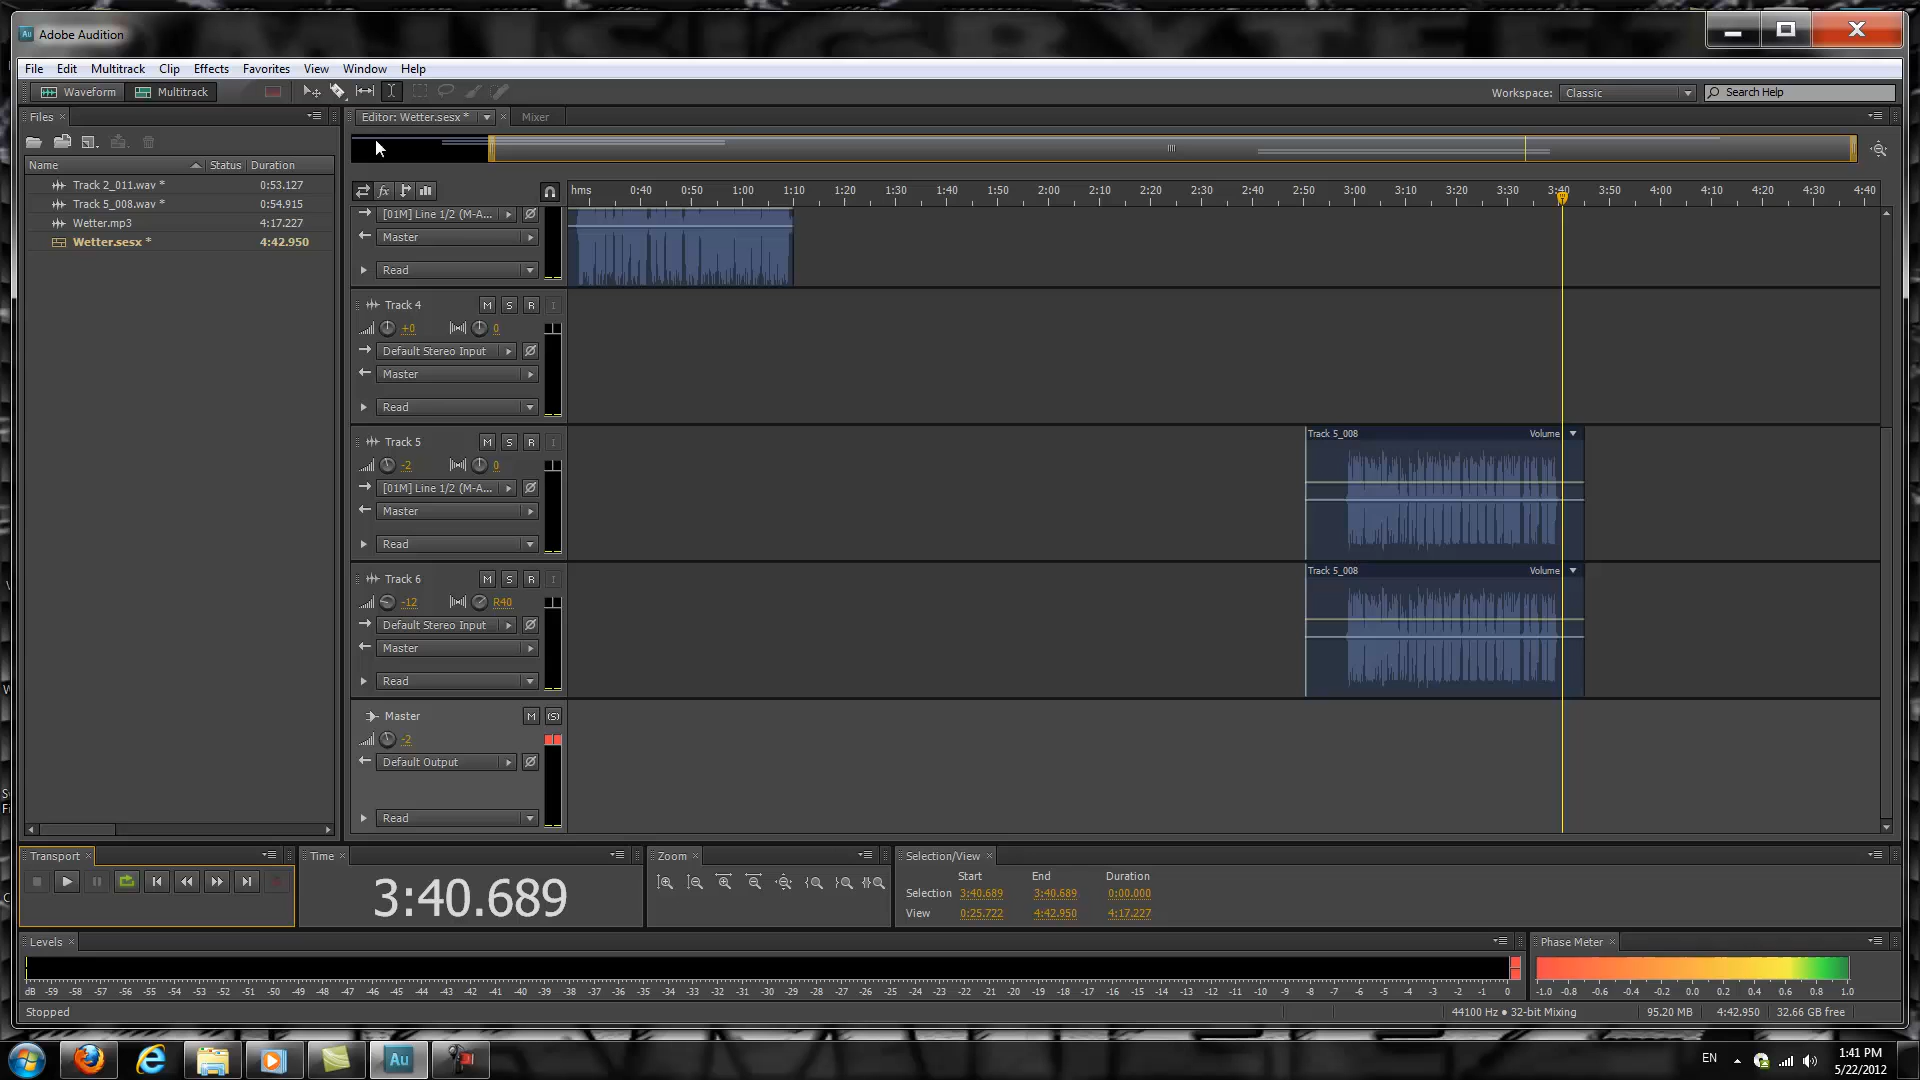 Adobe Audition
File Edit Multitrack Clip Effects Favorites View Window Help
Waveform Multitrack Workspace: Classic Search Help
Files Editor: Wetter.sesx * Mixer
Name Status Duration
Track 2_011.wav * 0:53.127
Track 5_008.wav * 0:54.915
Wetter.mp3 4:17.227
Wetter.sesx * 4:42.950
fx
hms 0:40 0:50 1:00 1:10 1:20 1:30 1:40 1:50 2:00 2:10 2:20 2:30 2:40 2:50 3:00 3:10 3:20 3:30 3:40 3:50 4:00 4:10 4:20 4:30 4:40
[01M] Line 1/2 (M-A...
Master
Read
Track 4 M S R I
+0 0
Default Stereo Input
Master
Read
Track 5 M S R I
-2 0
[01M] Line 1/2 (M-A...
Master
Read
Track 5_008 Volume
Track 6 M S R I
-12 R40
Default Stereo Input
Master
Read
Track 5_008 Volume
Master M (S)
-2
Default Output
Read
Transport Time Zoom Selection/View
3:40.689
Start End Duration
Selection 3:40.689 3:40.689 0:00.000
View 0:25.722 4:42.950 4:17.227
Levels Phase Meter
dB -59 -58 -57 -56 -55 -54 -53 -52 -51 -50 -49 -48 -47 -46 -45 -44 -43 -42 -41 -40 -39 -38 -37 -36 -35 -34 -33 -32 -31 -30 -29 -28 -27 -26 -25 -24 -23 -22 -21 -20 -19 -18 -17 -16 -15 -14 -13 -12 -11 -10 -9 -8 -7 -6 -5 -4 -3 -2 -1 0
-1.0 -0.8 -0.6 -0.4 -0.2 0.0 0.2 0.4 0.6 0.8 1.0
Stopped 44100 Hz ● 32-bit Mixing 95.20 MB 4:42.950 32.66 GB free
Au
EN
1:41 PM
5/22/2012